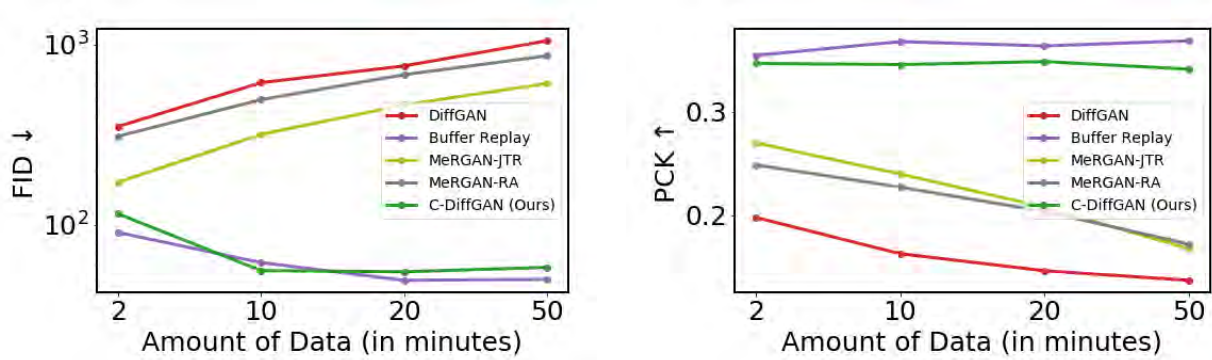 10³
10²
FID ↓
DiffGAN
Buffer Replay
MeRGAN-JTR
MeRGAN-RA
C-DiffGAN (Ours)
2 10 20 50
Amount of Data (in minutes)
0.3
0.2
PCK ↑
DiffGAN
Buffer Replay
MeRGAN-JTR
MeRGAN-RA
C-DiffGAN (Ours)
2 10 20 50
Amount of Data (in minutes)